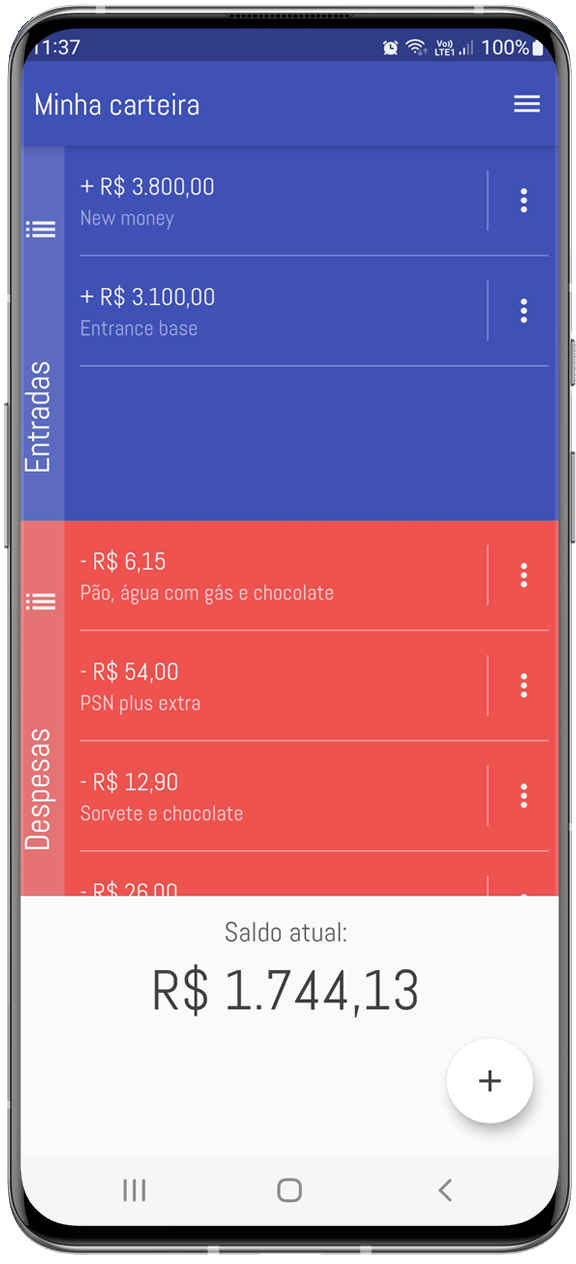 11:37
Vo)) LTE1
100%
Minha carteira
+ R$ 3.800,00
New money
+ R$ 3.100,00
Entrance base
Entradas
- R$ 6,15
Pão, água com gás e chocolate
- R$ 54,00
PSN plus extra
- R$ 12,90
Sorvete e chocolate
- R$ 26,00
Despesas
Saldo atual:
R$ 1.744,13
+